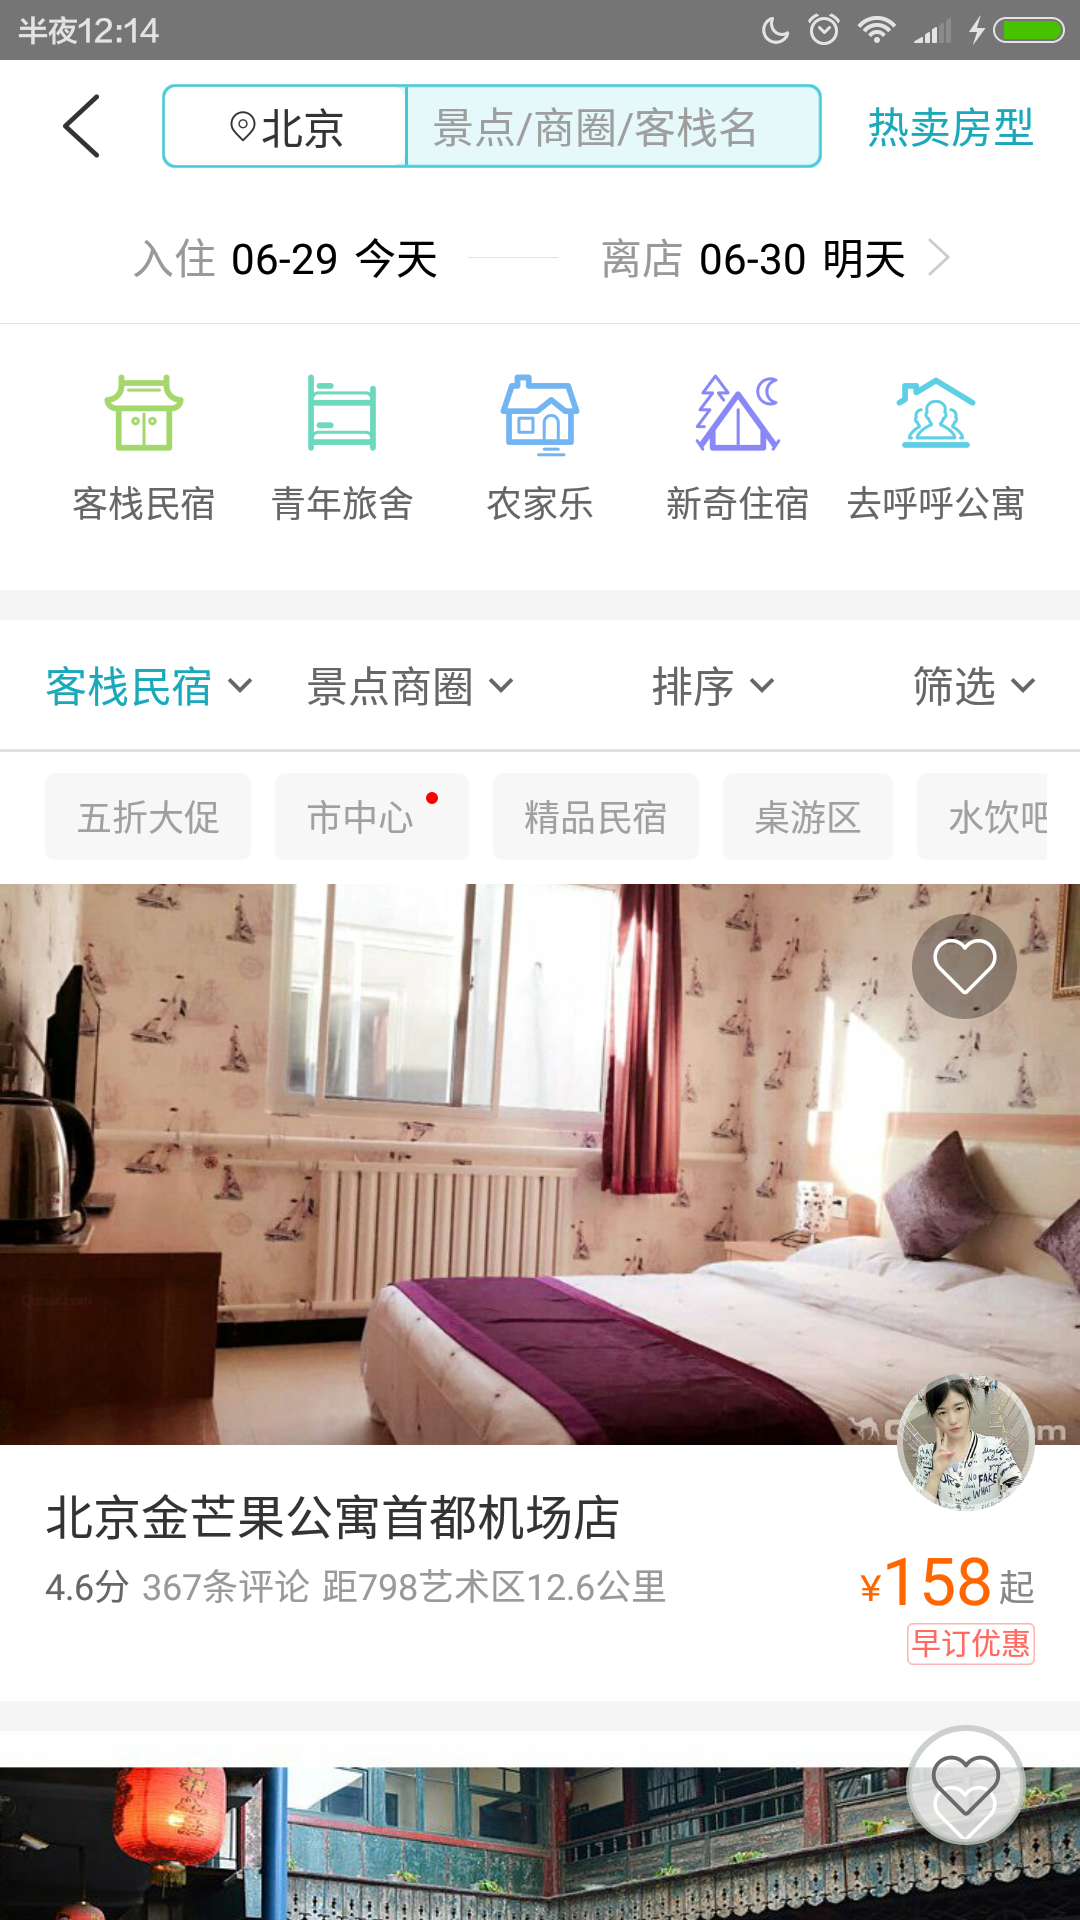 半夜12:14
北京 景点/商圈/客栈名 热卖房型
入住 06-29 今天 离店 06-30 明天
客栈民宿 青年旅舍 农家乐 新奇住宿 去呼呼公寓
客栈民宿 景点商圈 排序 筛选
五折大促 市中心 精品民宿 桌游区 水饮吧
北京金芒果公寓首都机场店
4.6分 367条评论 距798艺术区12.6公里 ¥158起
早订优惠